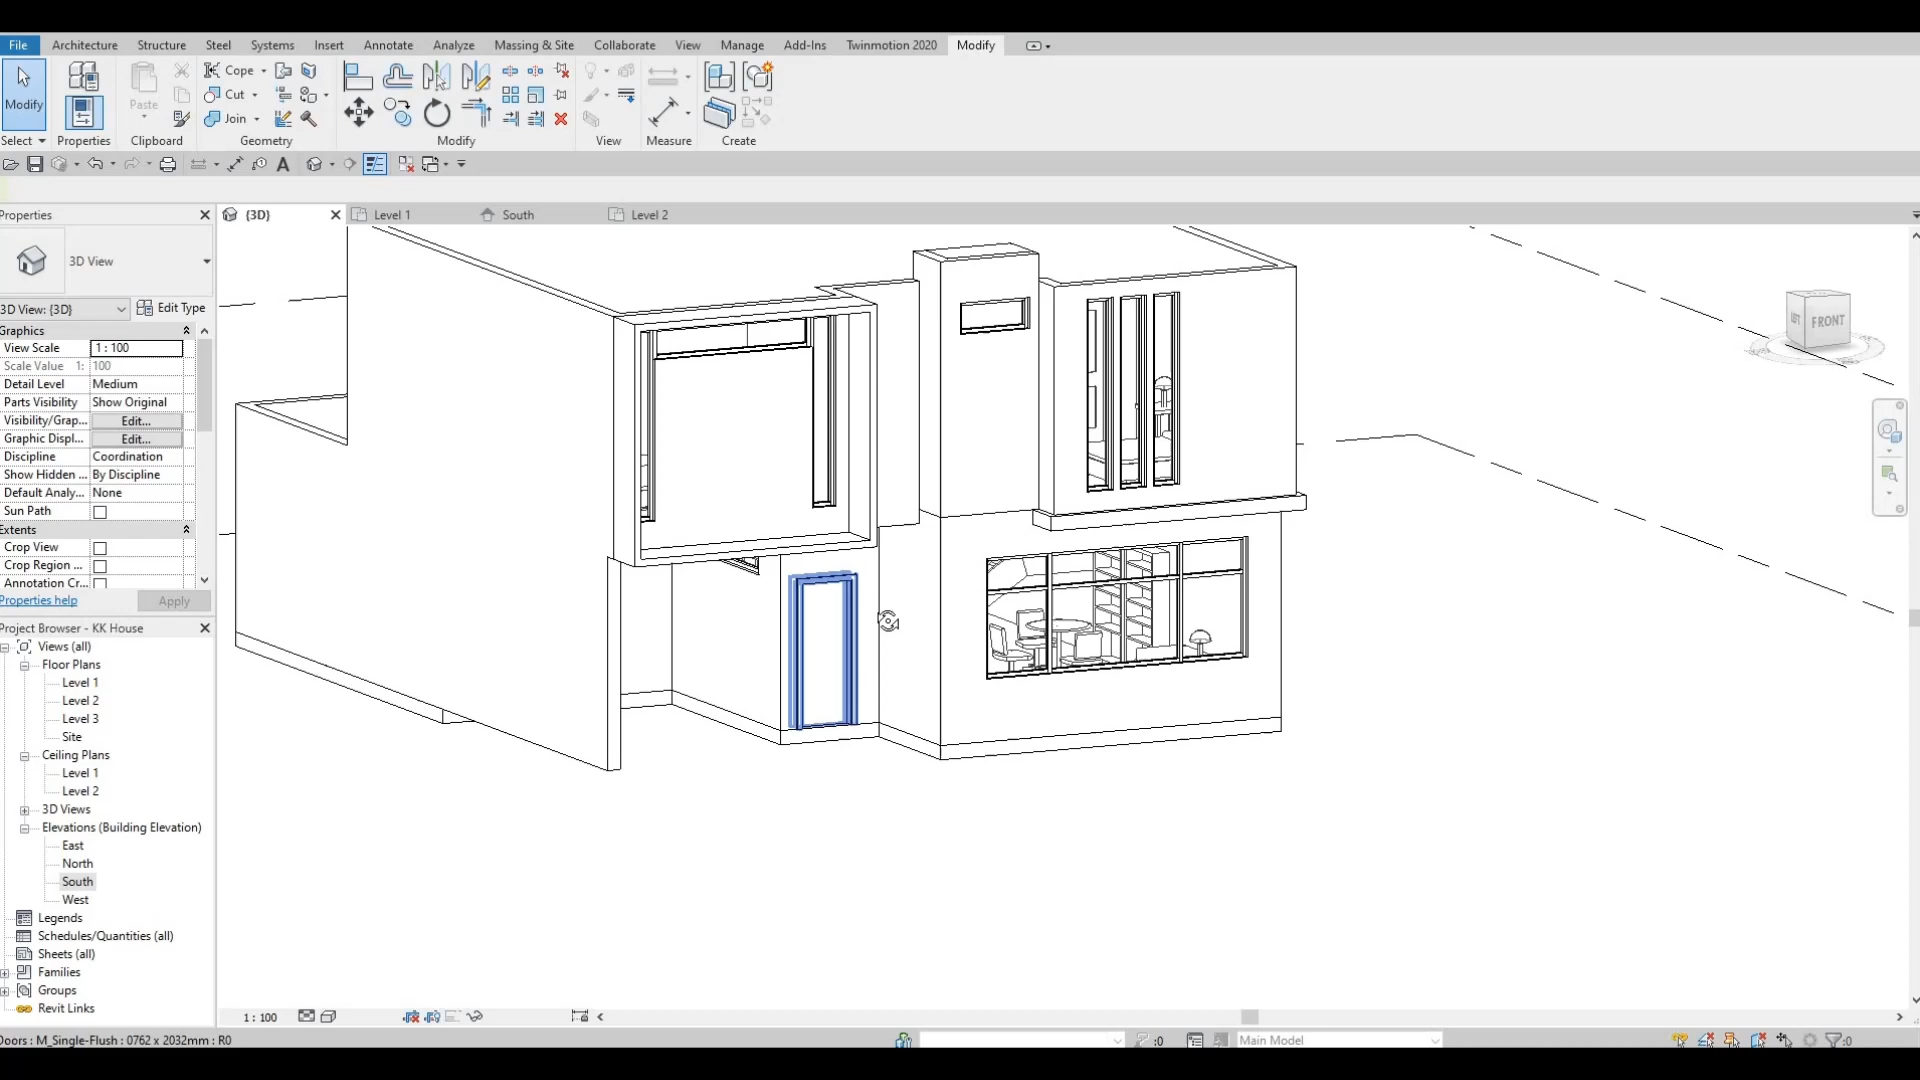 File Architecture Structure Steel Systems Insert Annotate Analyze Massing & Site Collaborate View Manage Add-Ins Twinmotion 2020 Modify
Modify
Paste
Cope
Cut
Join
Select Properties Clipboard Geometry Modify View Measure Create
Properties
{3D} Level 1 South Level 2
3D View
3D View: {3D} Edit Type
Graphics
View Scale 1 : 100
Scale Value 1: 100
Detail Level Medium
Parts Visibility Show Original
Visibility/Grap... Edit...
Graphic Displ... Edit...
Discipline Coordination
Show Hidden ... By Discipline
Default Analy... None
Sun Path
Extents
Crop View
Crop Region ...
Annotation Cr...
Properties help Apply
Project Browser - KK House
Views (all)
Floor Plans
Level 1
Level 2
Level 3
Site
Ceiling Plans
Level 1
Level 2
3D Views
Elevations (Building Elevation)
East
North
South
West
Legends
Schedules/Quantities (all)
Sheets (all)
Families
Groups
Revit Links
FRONT
1 : 100
Doors : M_Single-Flush : 0762 x 2032mm : R0
:0
Main Model
:0